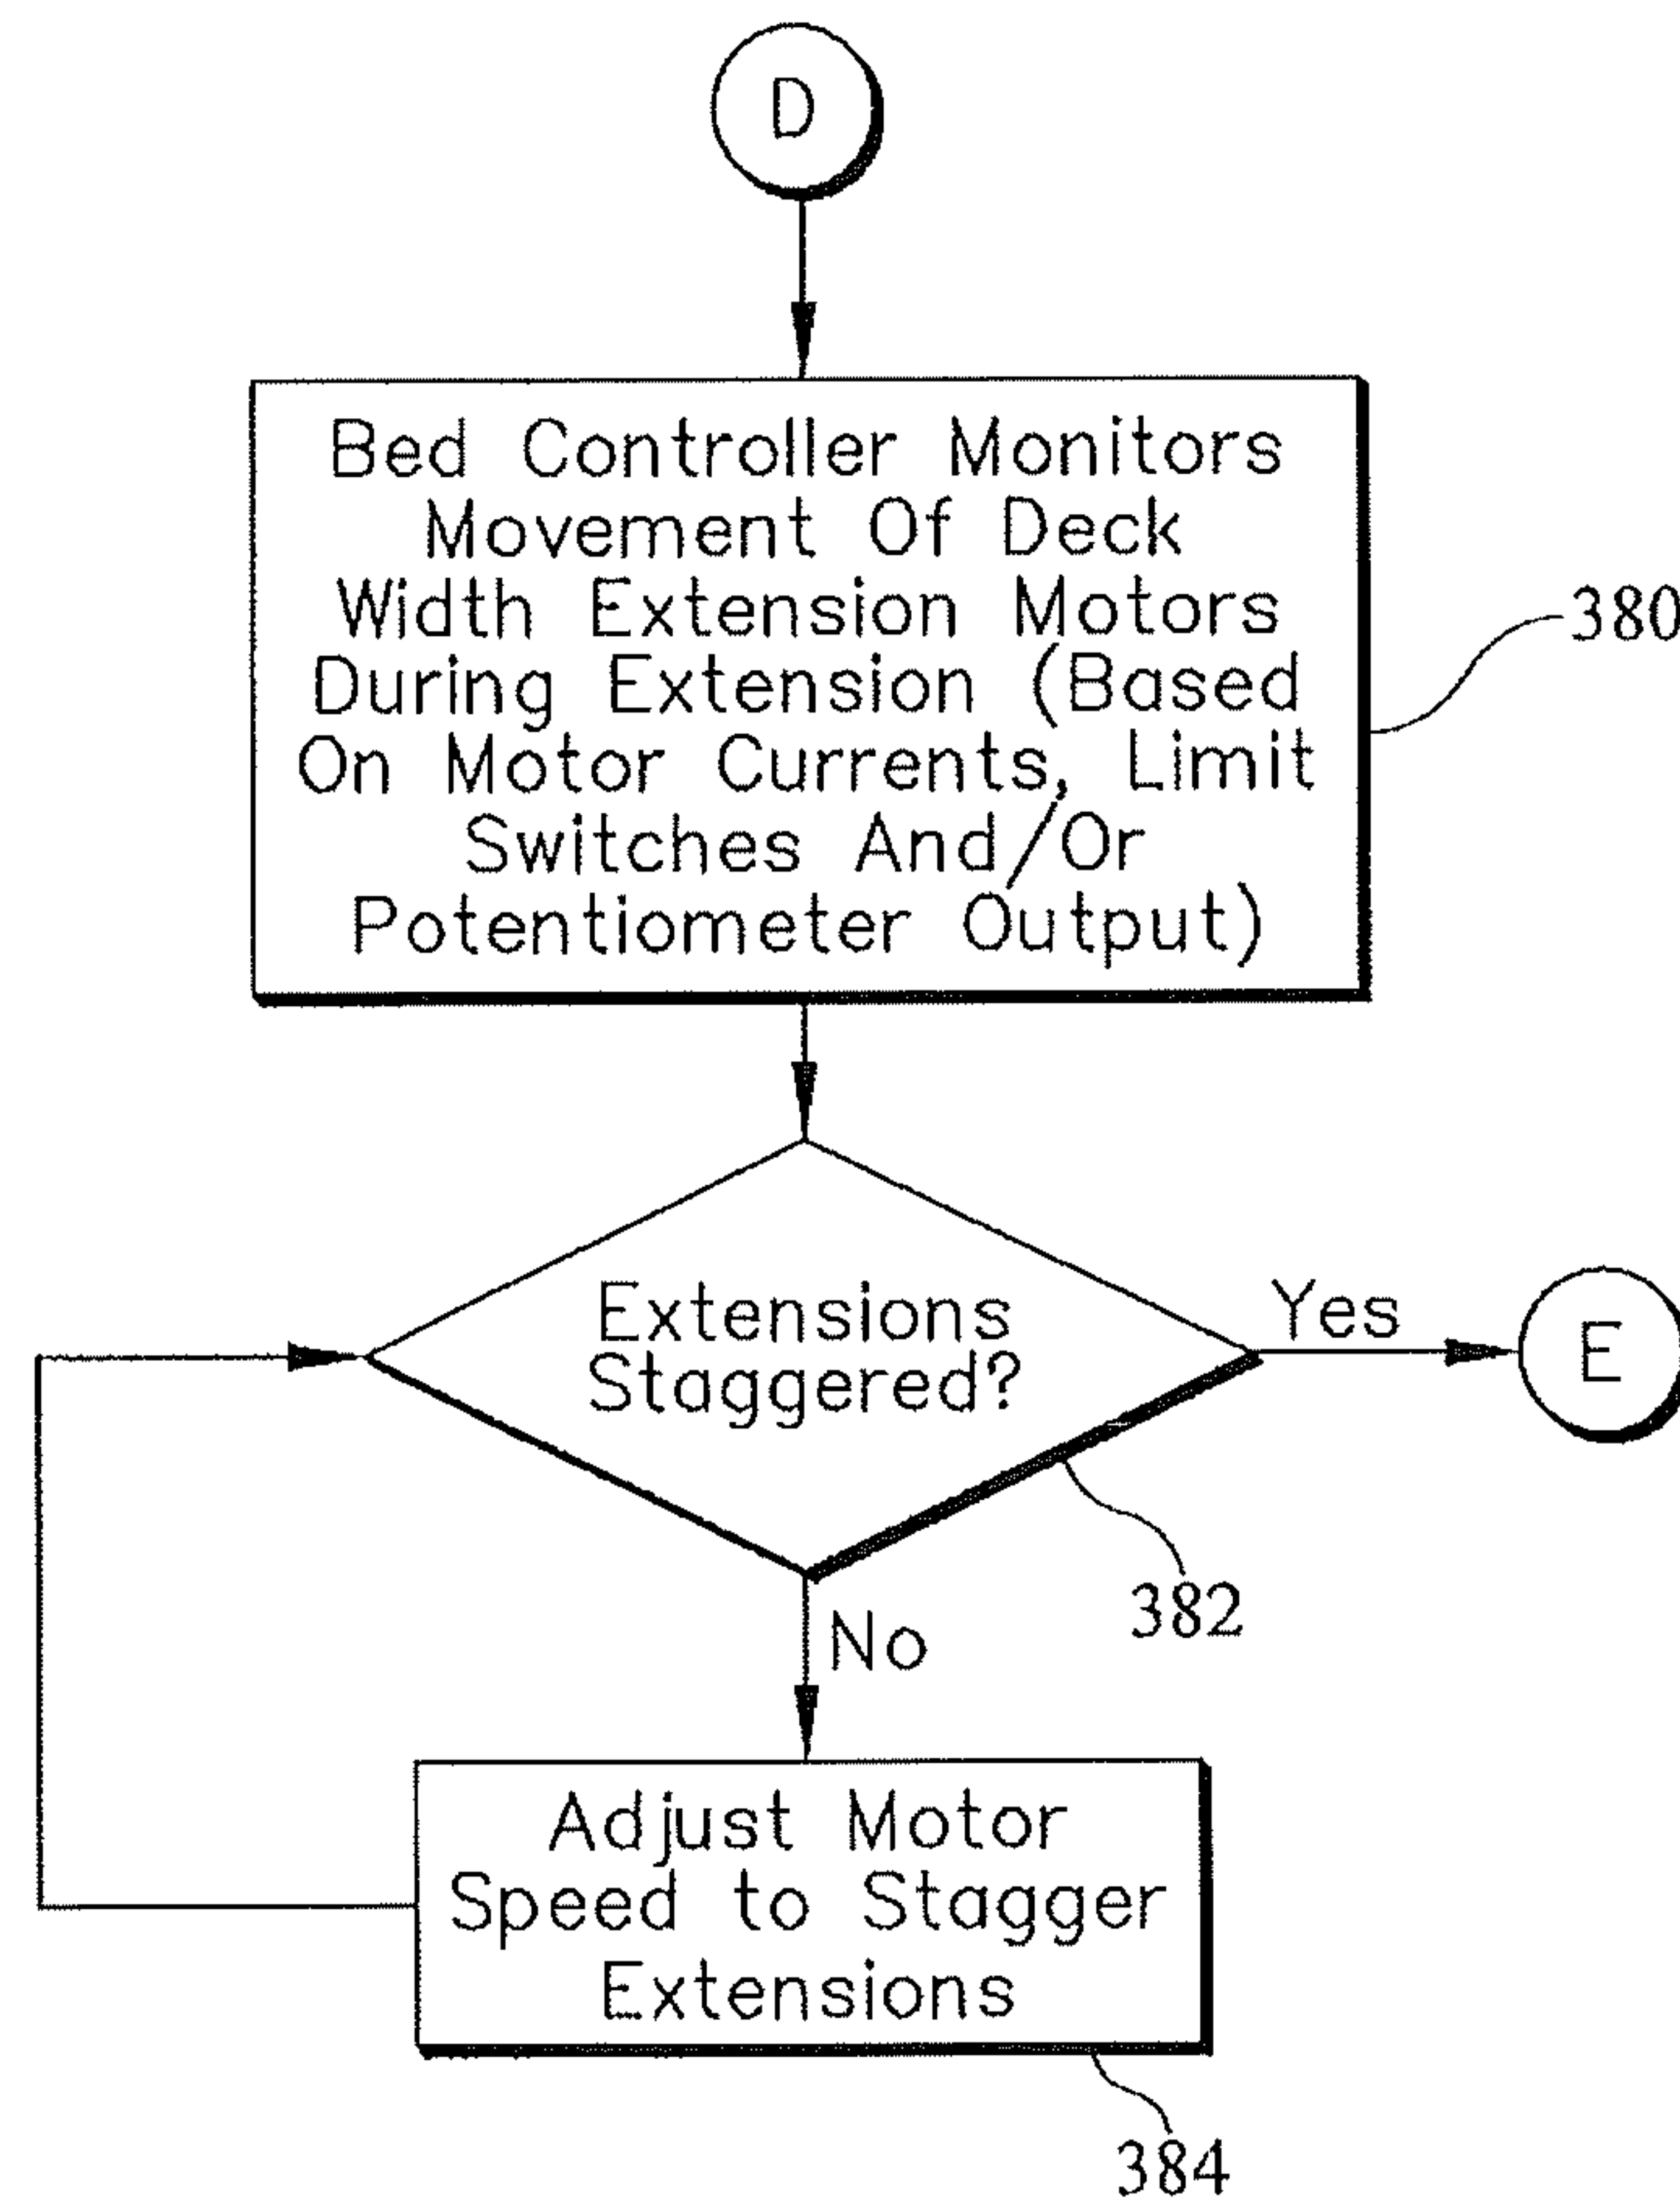 D
Bed Controller Monitors
Movement Of Deck
Width Extension Motors
During Extension (Based
On Motor Currents, Limit
Switches And/Or
Potentiometer Output)
380
Extensions
Staggered?
Yes
E
382
No
Adjust Motor
Speed to Stagger
Extensions
384